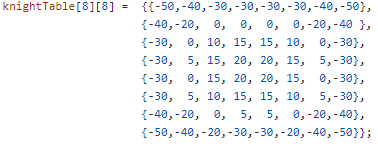 knightTable[8][8] = {{-50,-40,-30,-30,-30,-30,-40,-50},
{-40,-20, 0, 0, 0, 0,-20,-40 },
{-30, 0, 10, 15, 15, 10, 0,-30},
{-30, 5, 15, 20, 20, 15, 5,-30},
{-30, 0, 15, 20, 20, 15, 0,-30},
{-30, 5, 10, 15, 15, 10, 5,-30},
{-40,-20, 0, 5, 5, 0,-20,-40},
{-50,-40,-20,-30,-30,-20,-40,-50}};